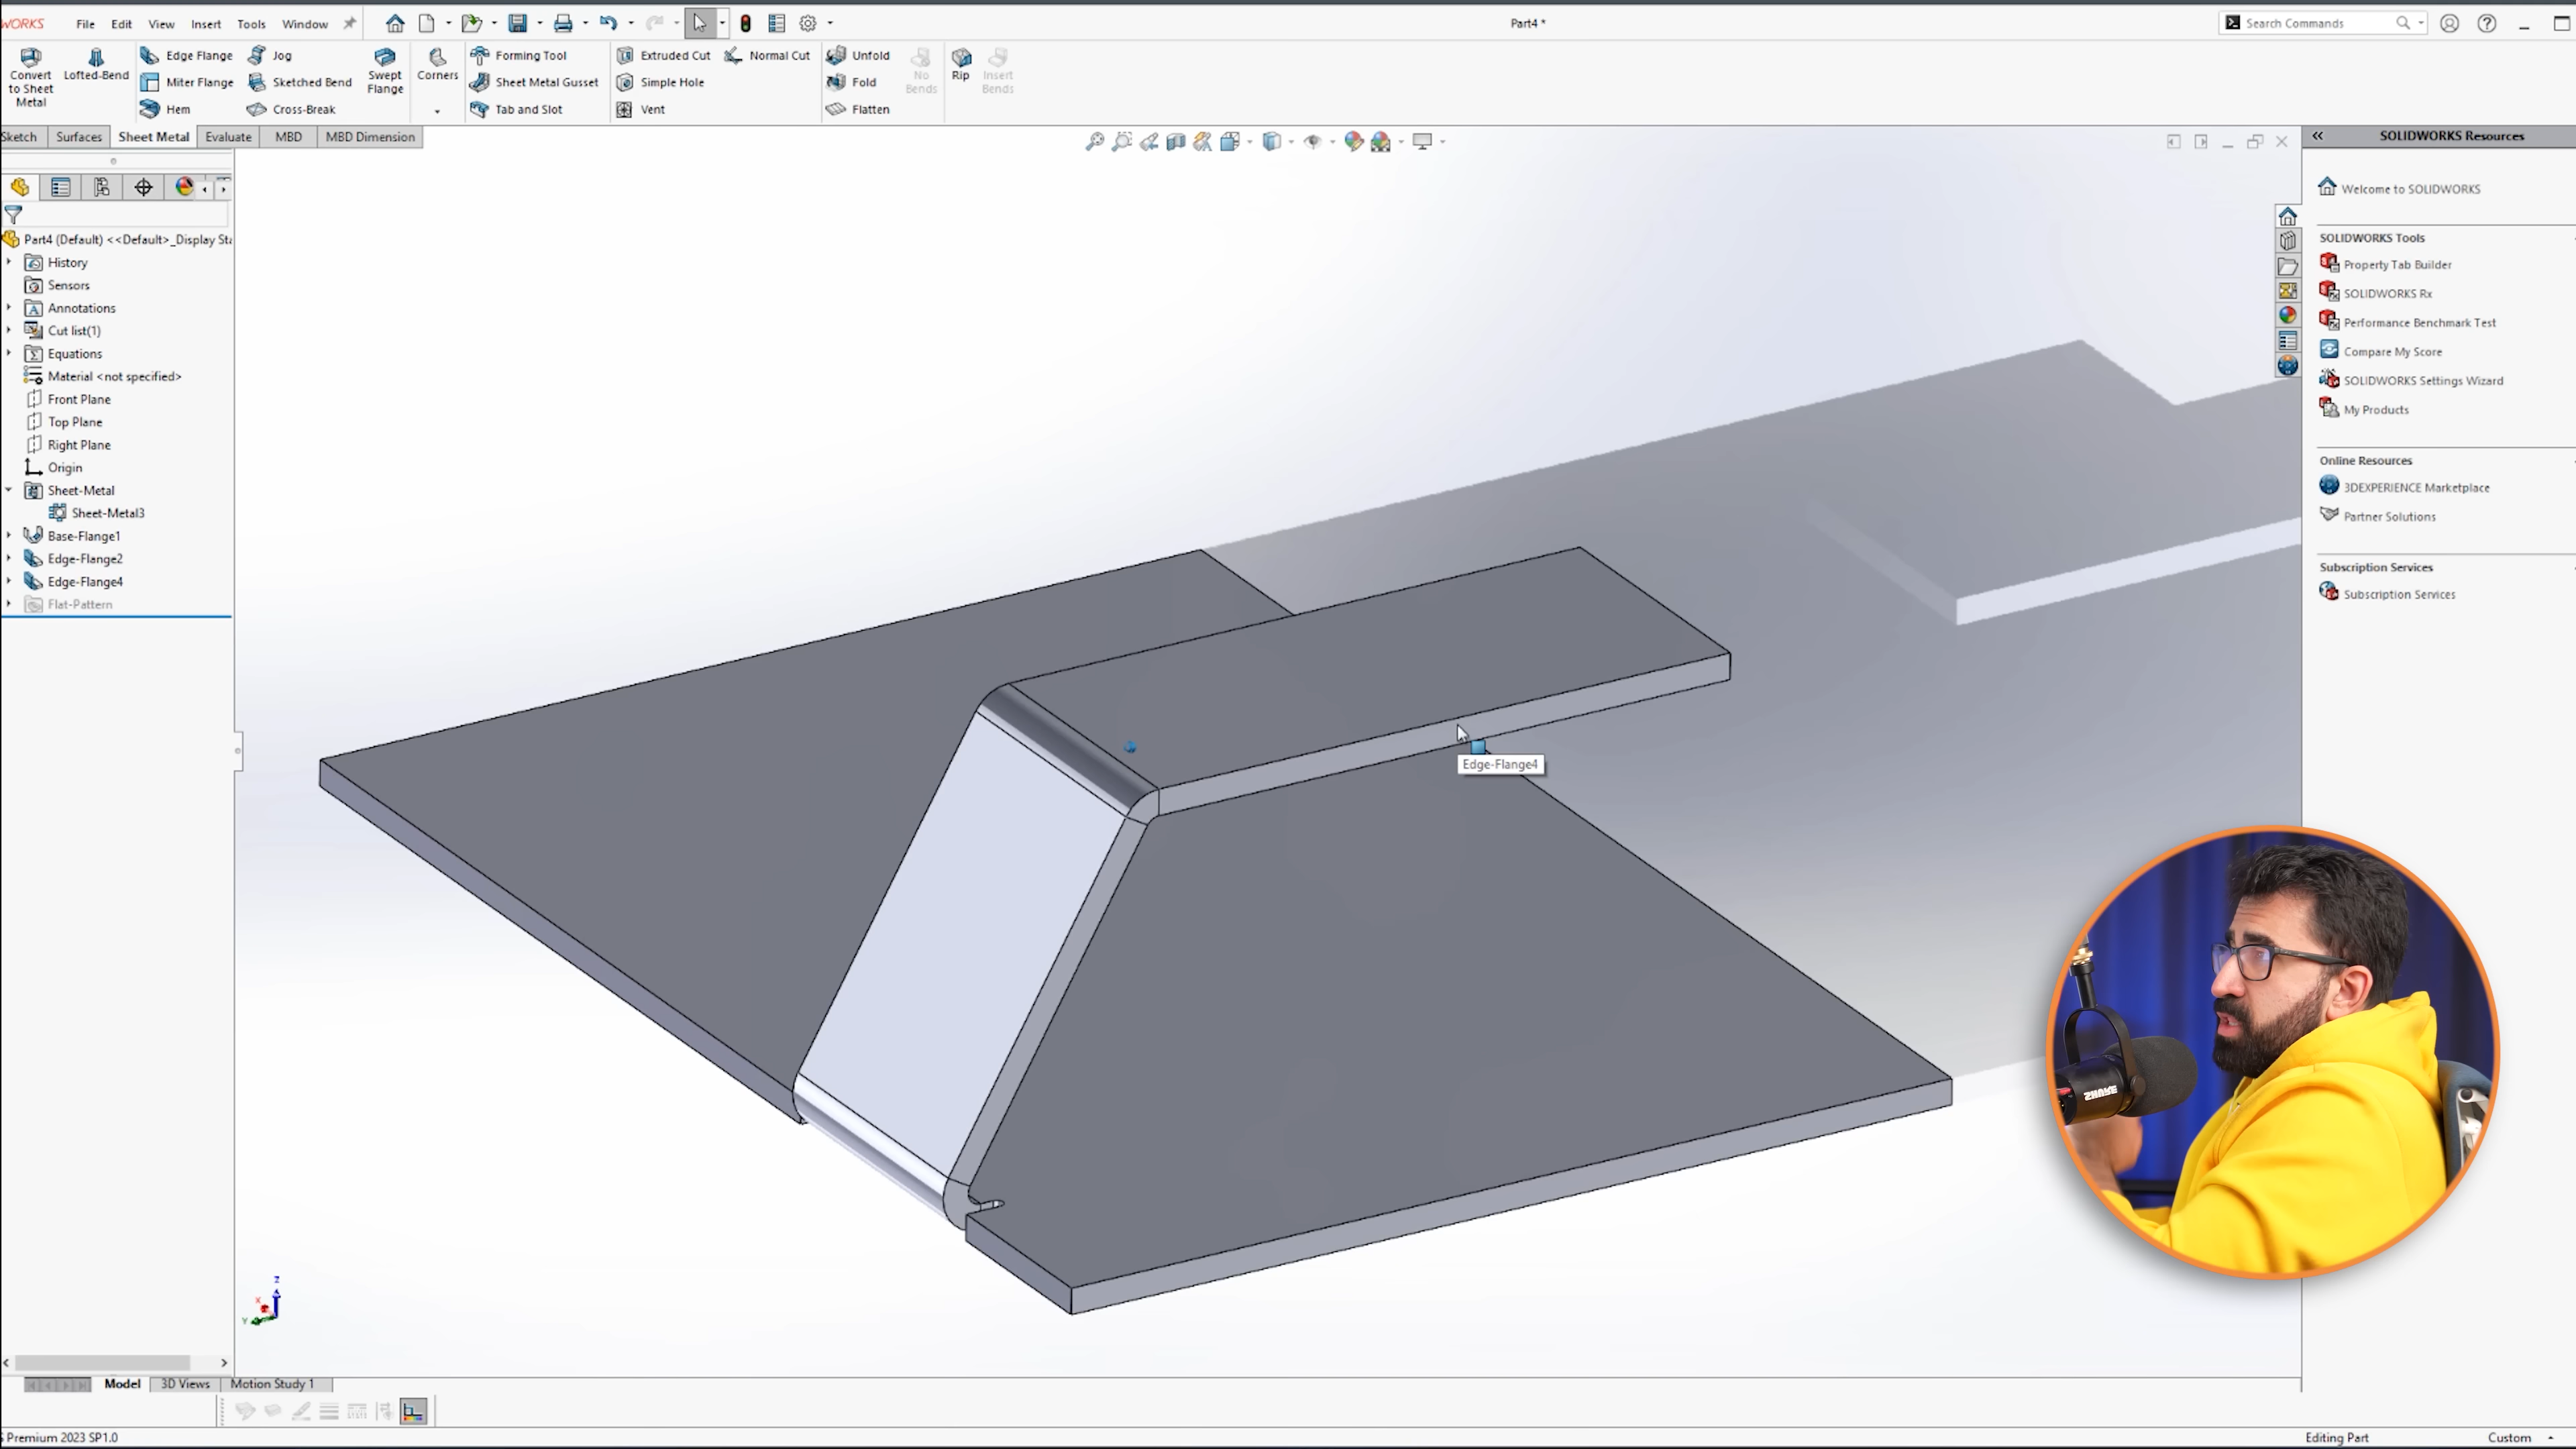 WORKS File Edit View Insert Tools Window Part4 * Search Commands
Convert to Sheet Metal
Lofted-Bend
Edge Flange
Miter Flange
Hem
Jog
Sketched Bend
Cross-Break
Swept Flange
Corners
Forming Tool
Sheet Metal Gusset
Tab and Slot
Extruded Cut
Simple Hole
Vent
Normal Cut
Unfold
Fold
Flatten
No Bends
Rip
Insert Bends
Sketch Surfaces Sheet Metal Evaluate MBD MBD Dimension
Part4 (Default) <<Default>_Display Sta
History
Sensors
Annotations
Cut list(1)
Equations
Material <not specified>
Front Plane
Top Plane
Right Plane
Origin
Sheet-Metal
Sheet-Metal3
Base-Flange1
Edge-Flange2
Edge-Flange4
Flat-Pattern
Edge-Flange4
SOLIDWORKS Resources
Welcome to SOLIDWORKS
SOLIDWORKS Tools
Property Tab Builder
SOLIDWORKS Rx
Performance Benchmark Test
Compare My Score
SOLIDWORKS Settings Wizard
My Products
Online Resources
3DEXPERIENCE Marketplace
Partner Solutions
Subscription Services
Subscription Services
SHURE
Z
X
Y
Model 3D Views Motion Study 1
S Premium 2023 SP1.0
Editing Part Custom